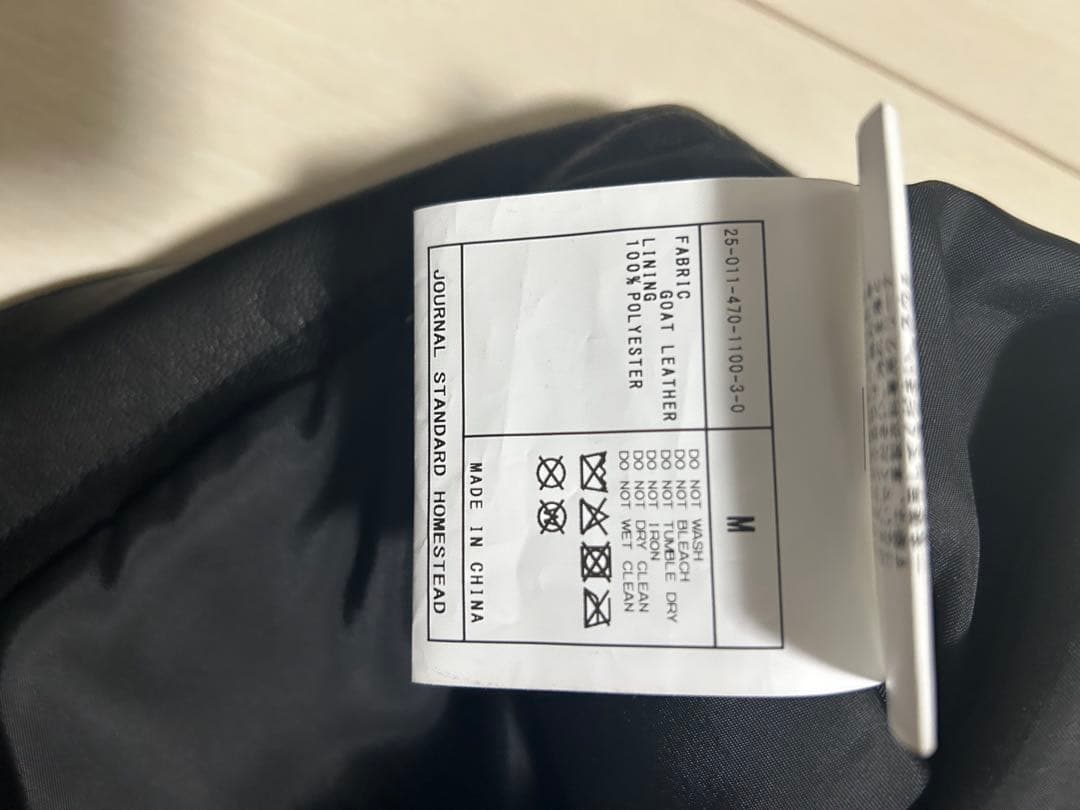 25-011-470-1100-3-0
M
FABRIC
GOAT LEATHER
LINING
100% POLYESTER
DO NOT WASH
DO NOT BLEACH
DO NOT TUMBLE DRY
DO NOT IRON
DO NOT DRY CLEAN
DO NOT WET CLEAN
MADE IN CHINA
JOURNAL STANDARD HOMESTEAD